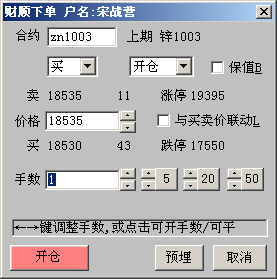 财顺下单 户名:宋战营
合约 zn1003 上期 锌1003
买 开仓 保值B
卖 18535 11 涨停 19395
价格 18535 与买卖价联动L
买 18530 43 跌停 17550
手数 1 5 20 50
←→键调整手数,或点击可开手数/可平
开仓 预埋 取消